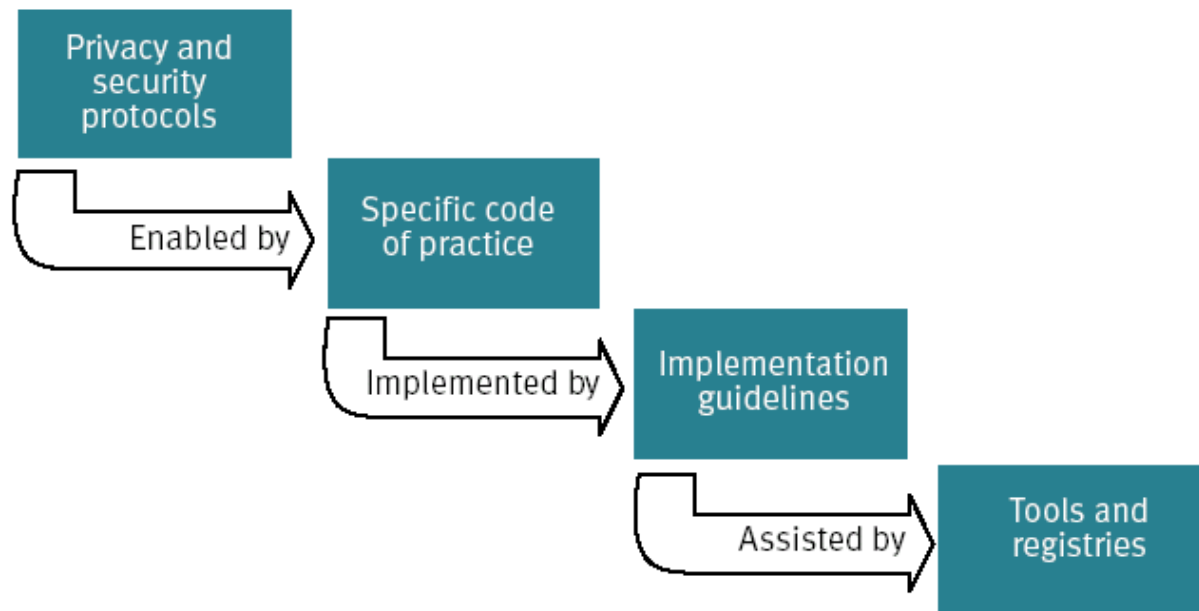 Privacy and
security
protocols
Enabled by
Specific code
of practice
Implemented by
Implementation
guidelines
Assisted by
Tools and
registries